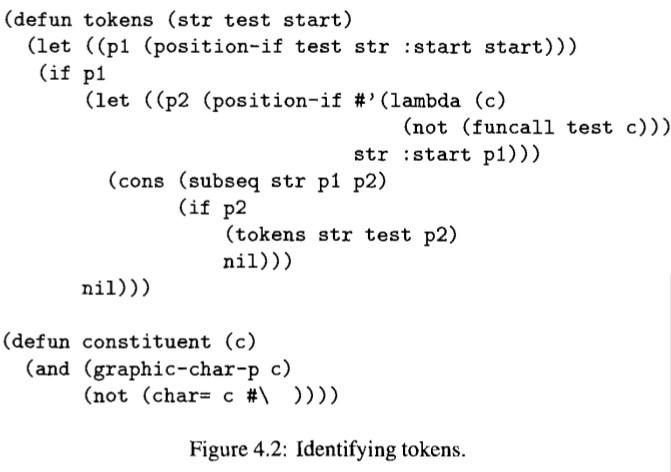 (defun tokens (str test start)
  (let ((p1 (position-if test str :start start)))
   (if p1
       (let ((p2 (position-if #'(lambda (c)
                                  (not (funcall test c)))
                              str :start p1)))
         (cons (subseq str p1 p2)
               (if p2
                   (tokens str test p2)
                   nil)))
       nil)))

(defun constituent (c)
  (and (graphic-char-p c)
       (not (char= c #\  ))))

Figure 4.2: Identifying tokens.